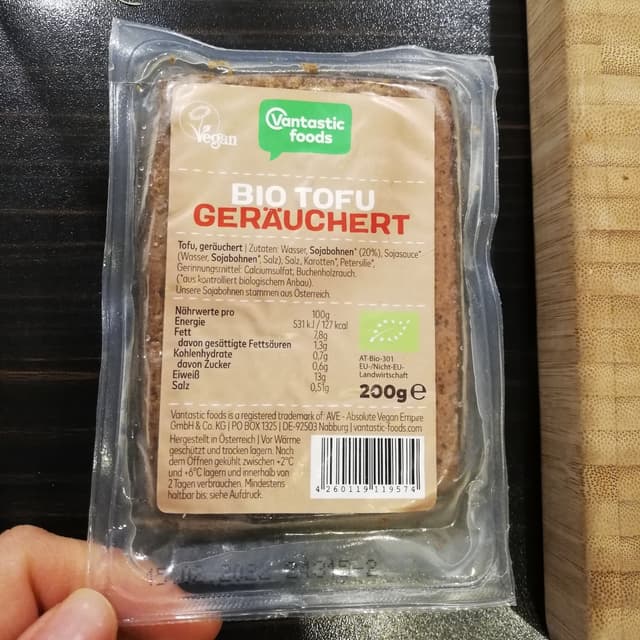 Vegan
Vantastic
foods
BIO TOFU
GERÄUCHERT
Tofu, geräuchert | Zutaten: Wasser, Sojabohnen* (20%), Sojasauce*
(Wasser, Sojabohnen*, Salz), Salz, Karotten*, Petersilie*,
Gerinnungsmittel: Calciumsulfat, Buchenholzrauch.
(*aus kontrolliert biologischem Anbau).
Unsere Sojabohnen stammen aus Österreich.
Nährwerte pro 100g
Energie 531 kJ / 127 kcal
Fett 7,8g
davon gesättigte Fettsäuren 1,3g
Kohlenhydrate 0,7g
davon Zucker 0,6g
Eiweiß 13g
Salz 0,51g
AT-Bio-301
EU-/Nicht-EU-
Landwirtschaft
200g e
Vantastic foods is a registered trademark of: AVE - Absolute Vegan Empire
GmbH & Co. KG | PO BOX 1325 | DE-92503 Nabburg | vantastic-foods.com
Hergestellt in Österreich | Vor Wärme
geschützt und trocken lagern. Nach
dem Öffnen gekühlt zwischen +2°C
und +6°C lagern und innerhalb von
2 Tagen verbrauchen. Mindestens
haltbar bis: siehe Aufdruck.
4 260119 119574
2022